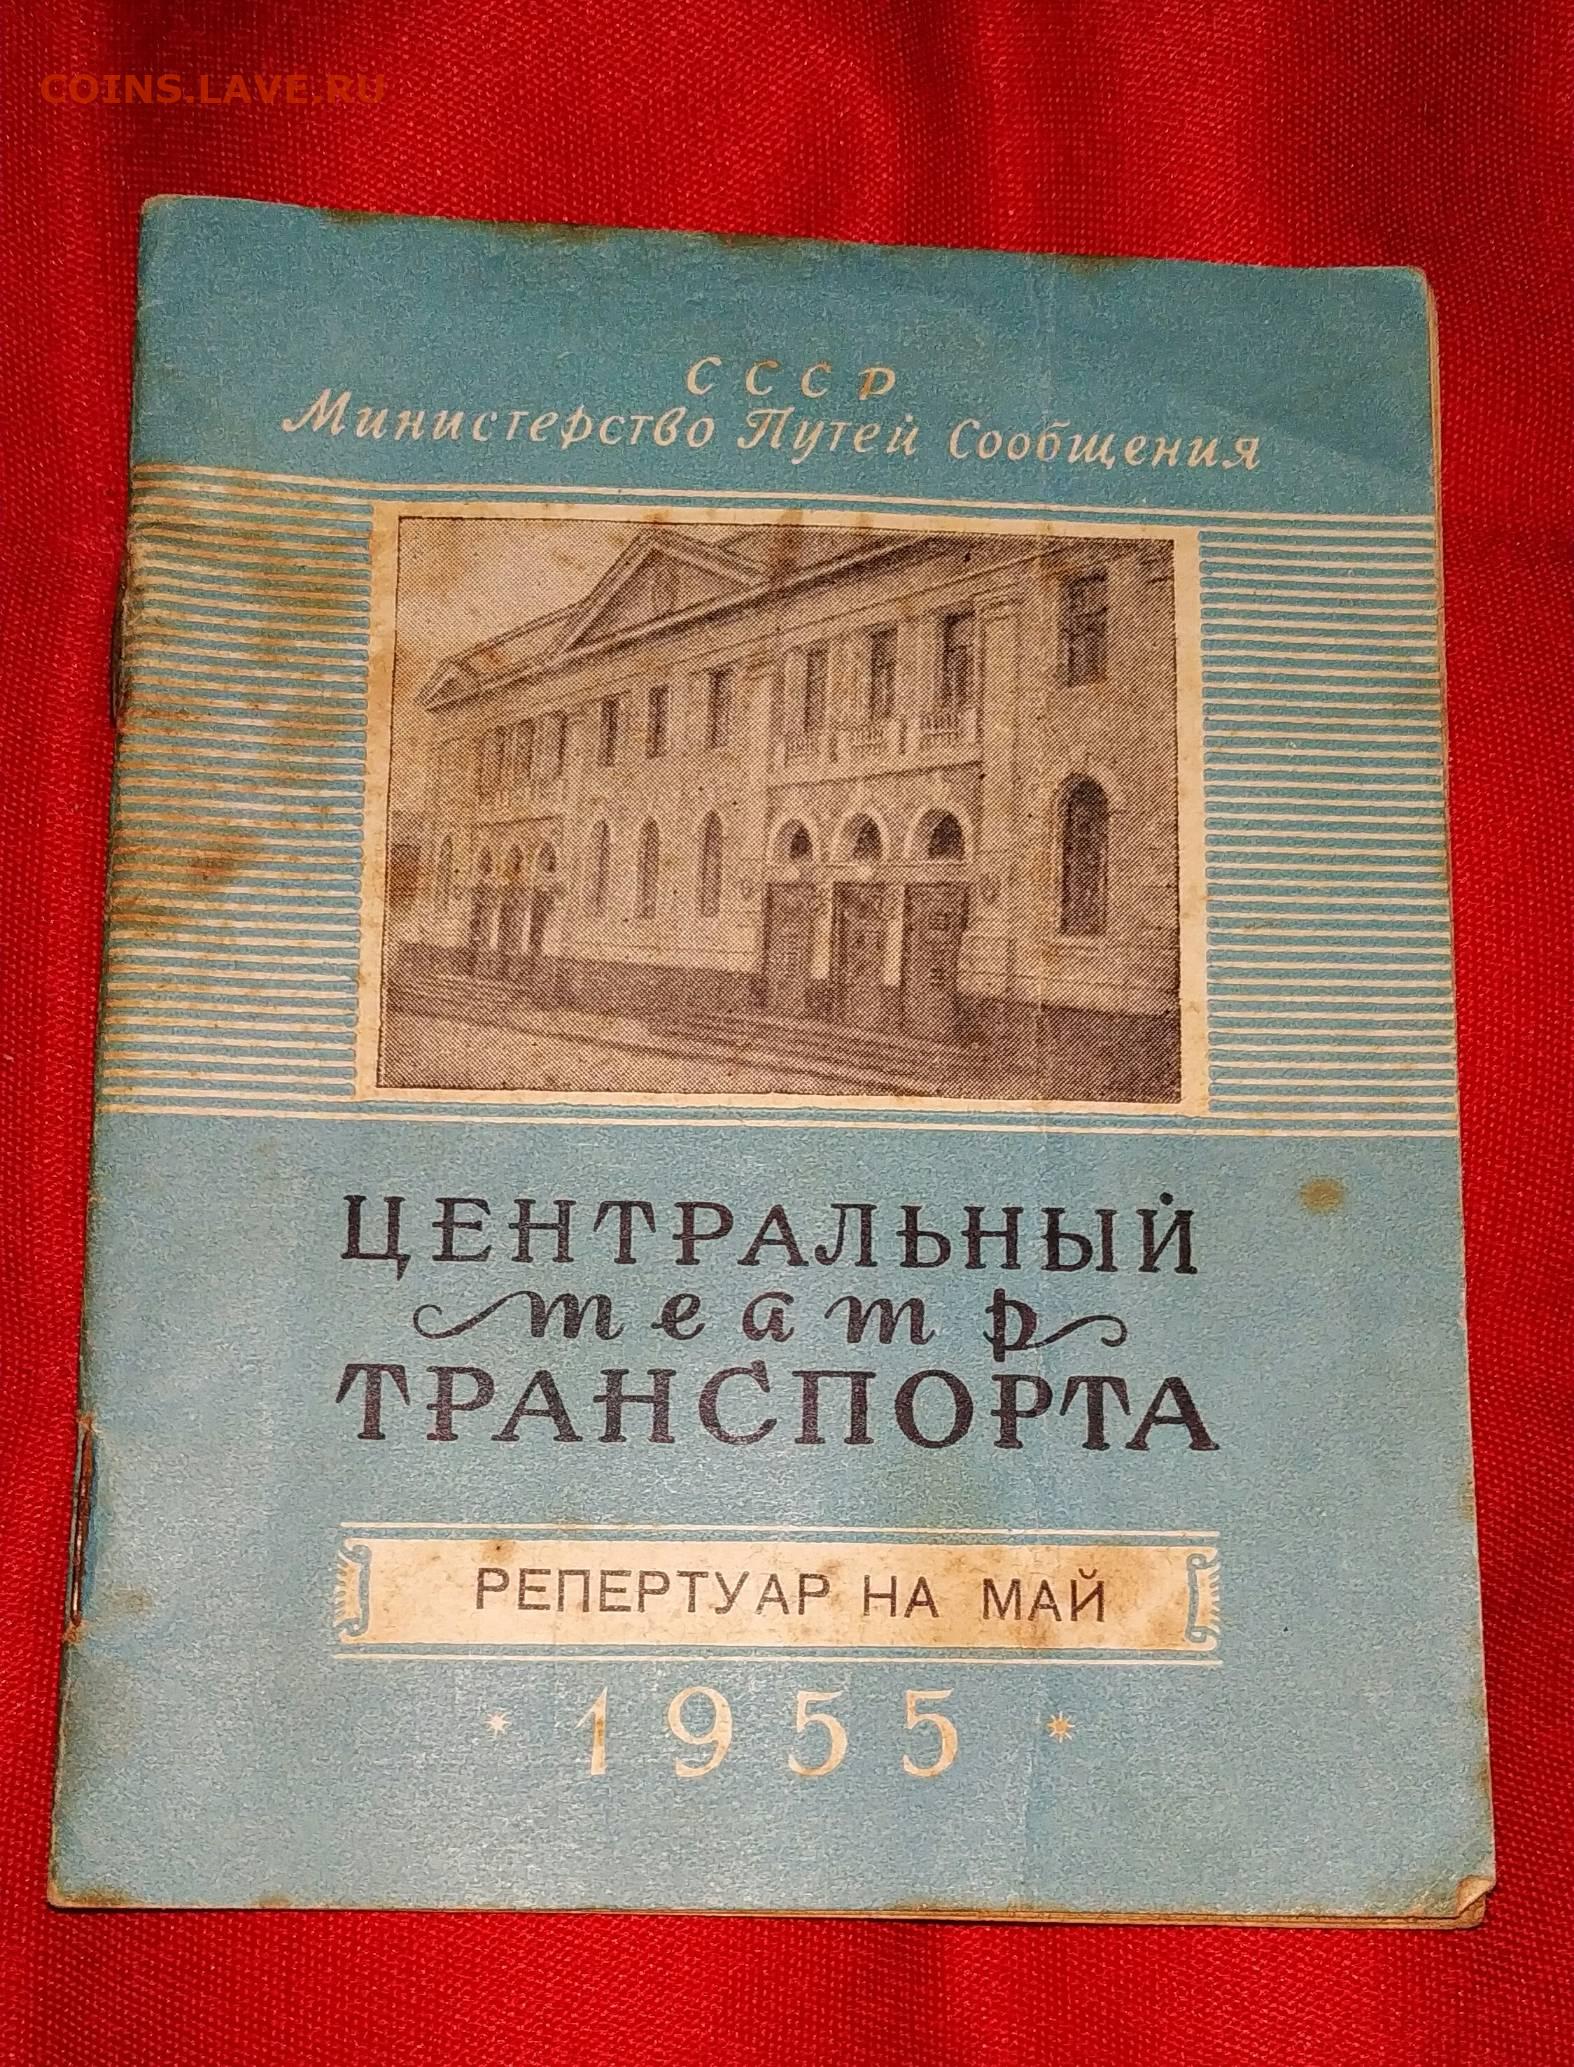 COINS.LAVE.RU
СССР
Министерство Путей Сообщения
ЦЕНТРАЛЬНЫЙ
театр
ТРАНСПОРТА
РЕПЕРТУАР НА МАЙ
1955